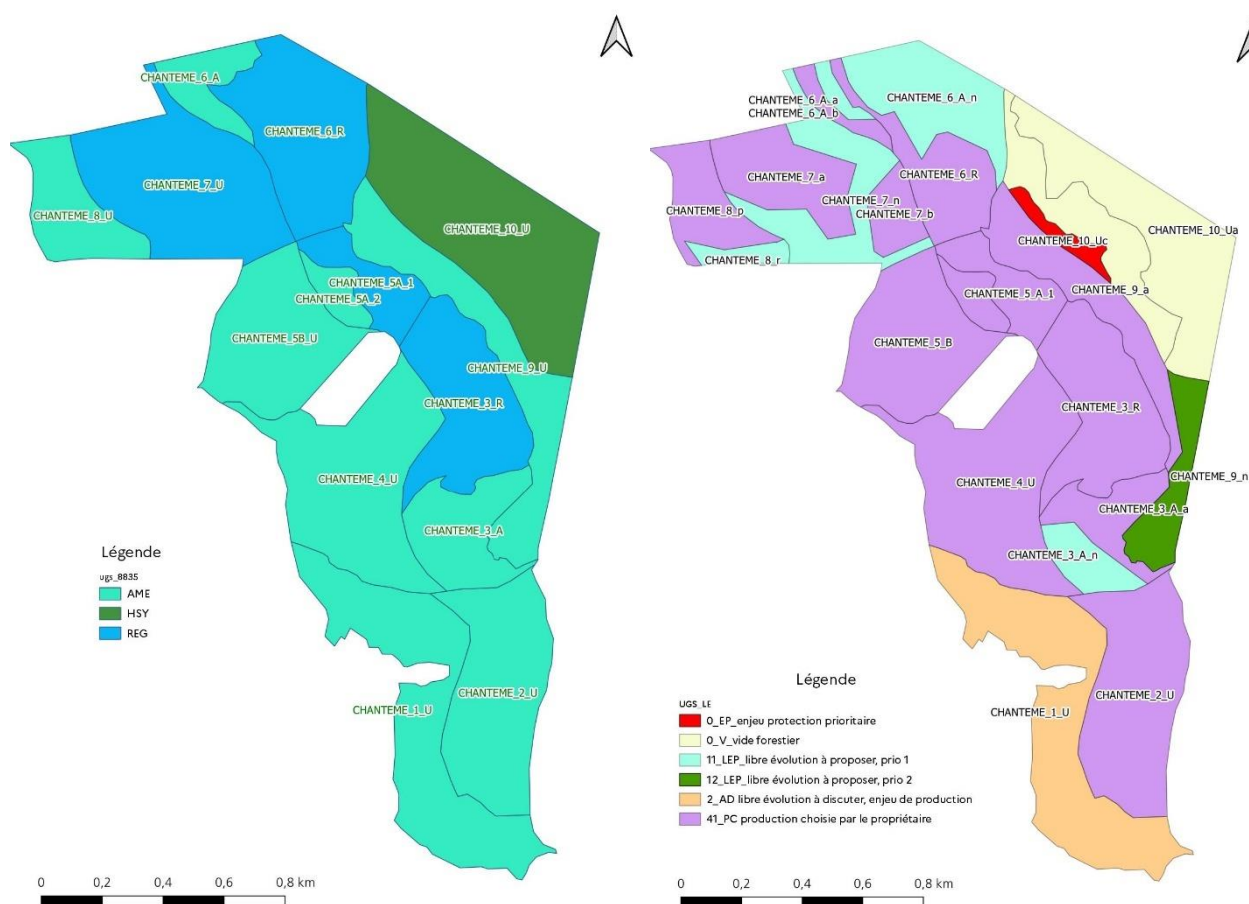 CHANTEME_6_A
CHANTEME_6_R
CHANTEME_7_U
CHANTEME_8_U
CHANTEME_10_U
CHANTEME_5A_1
CHANTEME_5A_2
CHANTEME_5B_U
CHANTEME_9_U
CHANTEME_3_R
CHANTEME_4_U
CHANTEME_3_A
CHANTEME_2_U
CHANTEME_1_U
Légende
ugs_8835
AME
HSY
REG
0 0,2 0,4 0,6 0,8 km
CHANTEME_6_A_a
CHANTEME_6_A_b
CHANTEME_6_A_n
CHANTEME_6_R
CHANTEME_7_a
CHANTEME_7_n
CHANTEME_7_b
CHANTEME_8_p
CHANTEME_8_r
CHANTEME_10_Uc
CHANTEME_10_Ua
CHANTEME_9_a
CHANTEME_5_A_1
CHANTEME_5_B
CHANTEME_3_R
CHANTEME_4_U
CHANTEME_9_n
CHANTEME_3_A_a
CHANTEME_3_A_n
CHANTEME_2_U
CHANTEME_1_U
Légende
UGS_LE
0_EP_enjeu protection prioritaire
0_V_vide forestier
11_LEP_libre évolution à proposer, prio 1
12_LEP_libre évolution à proposer, prio 2
2_AD libre évolution à discuter, enjeu de production
41_PC production choisie par le propriétaire
0 0,2 0,4 0,6 0,8 km